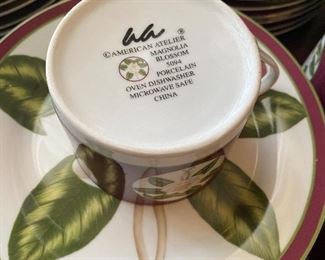 aa ®
©AMERICAN ATELIER
MAGNOLIA
BLOSSOM
5094
PORCELAIN
OVEN DISHWASHER
MICROWAVE SAFE
CHINA